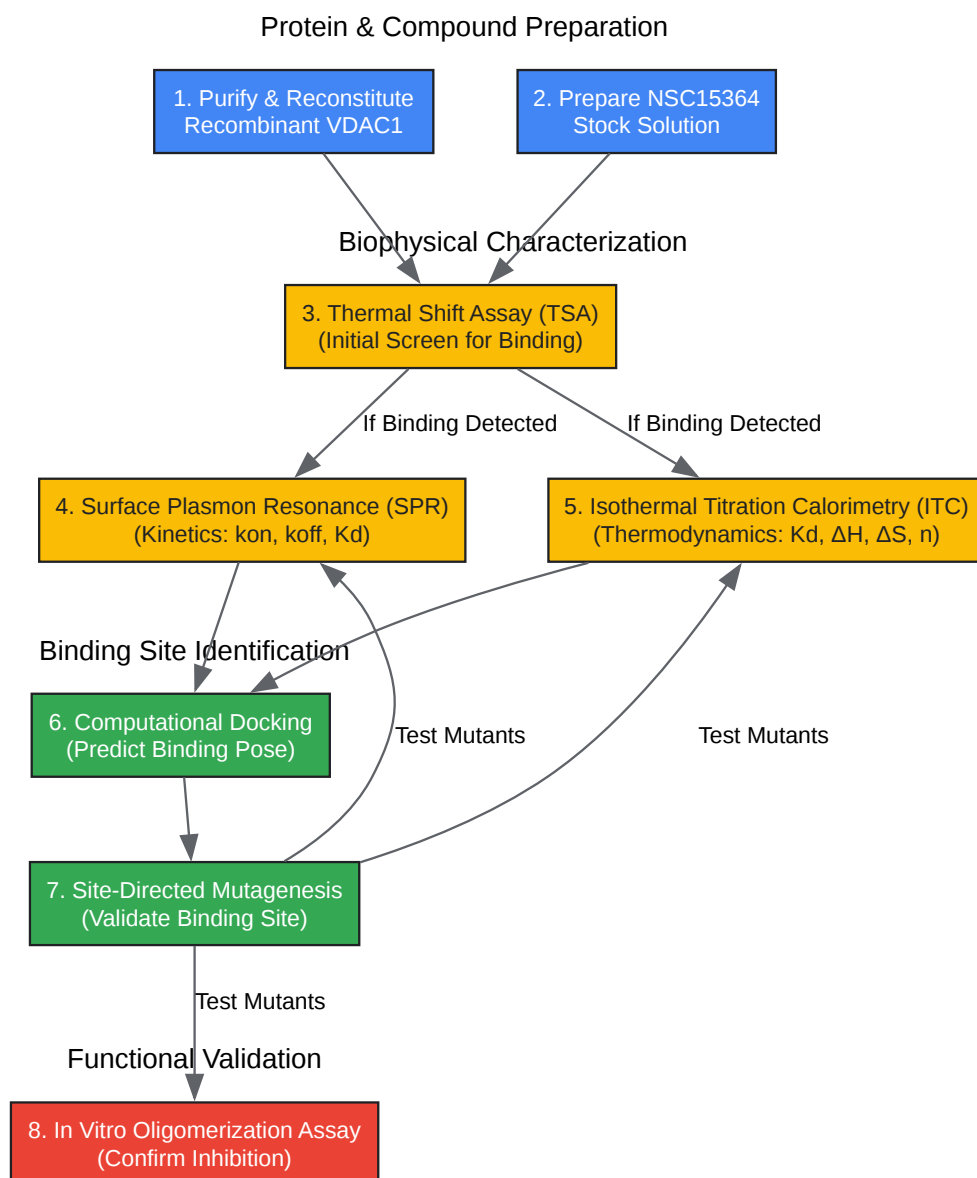 Protein & Compound Preparation
1. Purify & Reconstitute
Recombinant VDAC1
2. Prepare NSC15364
Stock Solution
Biophysical Characterization
3. Thermal Shift Assay (TSA)
(Initial Screen for Binding)
If Binding Detected
If Binding Detected
4. Surface Plasmon Resonance (SPR)
(Kinetics: kon, koff, Kd)
5. Isothermal Titration Calorimetry (ITC)
(Thermodynamics: Kd, ΔH, ΔS, n)
Binding Site Identification
6. Computational Docking
(Predict Binding Pose)
Test Mutants
Test Mutants
7. Site-Directed Mutagenesis
(Validate Binding Site)
Test Mutants
Functional Validation
8. In Vitro Oligomerization Assay
(Confirm Inhibition)